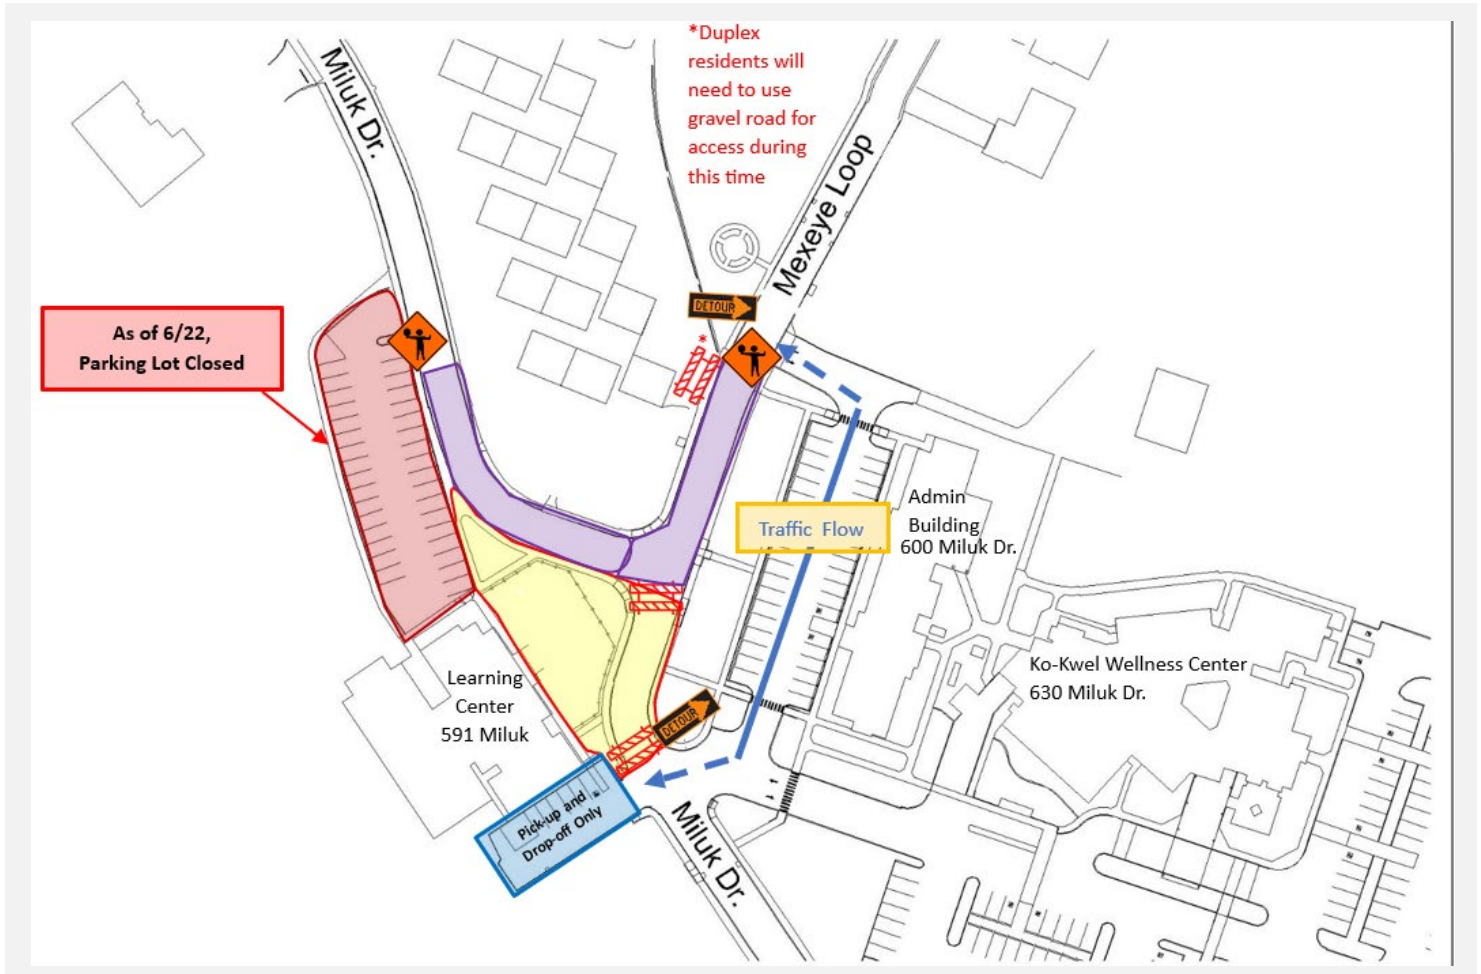 *Duplex
residents will
need to use
gravel road for
access during
this time
Miluk Dr.
Mexeye Loop
DETOUR
As of 6/22,
Parking Lot Closed
*
Traffic Flow
Admin
Building
600 Miluk Dr.
Ko-Kwel Wellness Center
630 Miluk Dr.
Learning
Center
591 Miluk
DETOUR
Pick-up and
Drop-off Only
Miluk Dr.